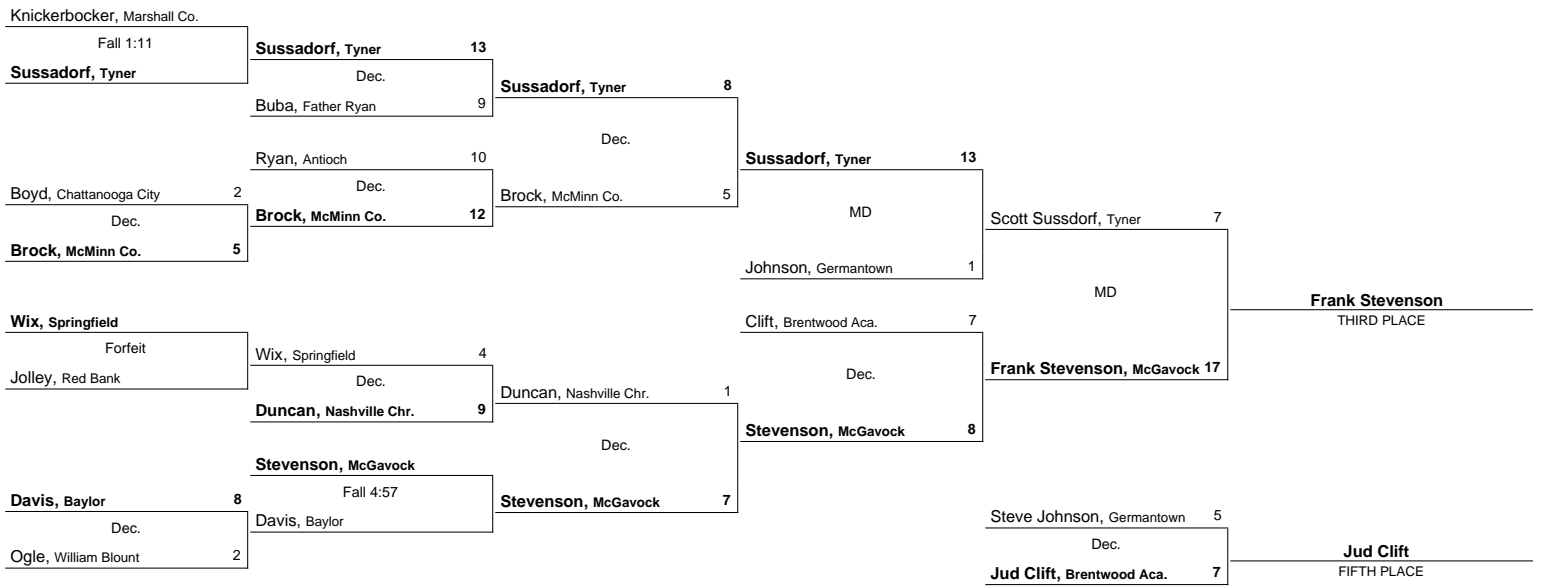 Knickerbocker, Marshall Co.
Fall 1:11
Sussadorf, Tyner
Boyd, Chattanooga City 2
Dec.
Brock, McMinn Co. 5
Wix, Springfield
Forfeit
Jolley, Red Bank
Davis, Baylor 8
Dec.
Ogle, William Blount 2
Sussadorf, Tyner 13
Dec.
Buba, Father Ryan 9
Ryan, Antioch 10
Dec.
Brock, McMinn Co. 12
Wix, Springfield 4
Dec.
Duncan, Nashville Chr. 9
Stevenson, McGavock
Fall 4:57
Davis, Baylor
Sussadorf, Tyner 8
Dec.
Brock, McMinn Co. 5
Duncan, Nashville Chr. 1
Dec.
Stevenson, McGavock 7
Sussadorf, Tyner 13
MD
Johnson, Germantown 1
Clift, Brentwood Aca. 7
Dec.
Stevenson, McGavock 8
Scott Sussdorf, Tyner 7
MD
Frank Stevenson, McGavock 17
Steve Johnson, Germantown 5
Dec.
Jud Clift, Brentwood Aca. 7
Frank Stevenson
THIRD PLACE
Jud Clift
FIFTH PLACE